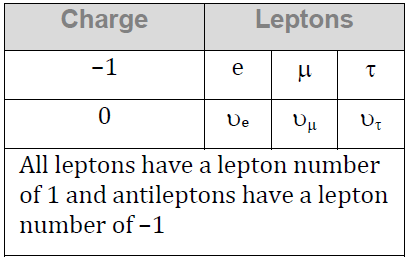 Charge Leptons
–1 e μ τ
0 υe υμ υτ
All leptons have a lepton number
of 1 and antileptons have a lepton
number of –1